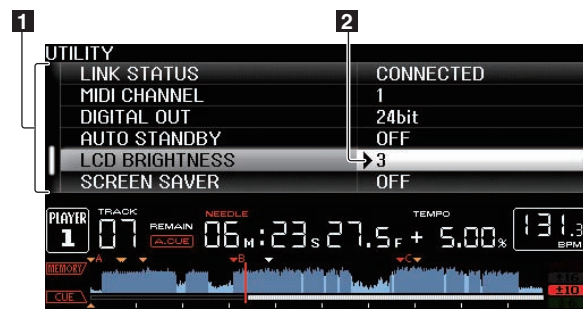 1 2
UTILITY
LINK STATUS CONNECTED
MIDI CHANNEL 1
DIGITAL OUT 24bit
AUTO STANDBY OFF
LCD BRIGHTNESS 3
SCREEN SAVER OFF
PLAYER 1
TRACK 07
REMAIN A.CUE
NEEDLE 06M:23S27.5F
TEMPO + 5.00%
131.3 BPM
A B C
MEMORY
CUE
±16
±10